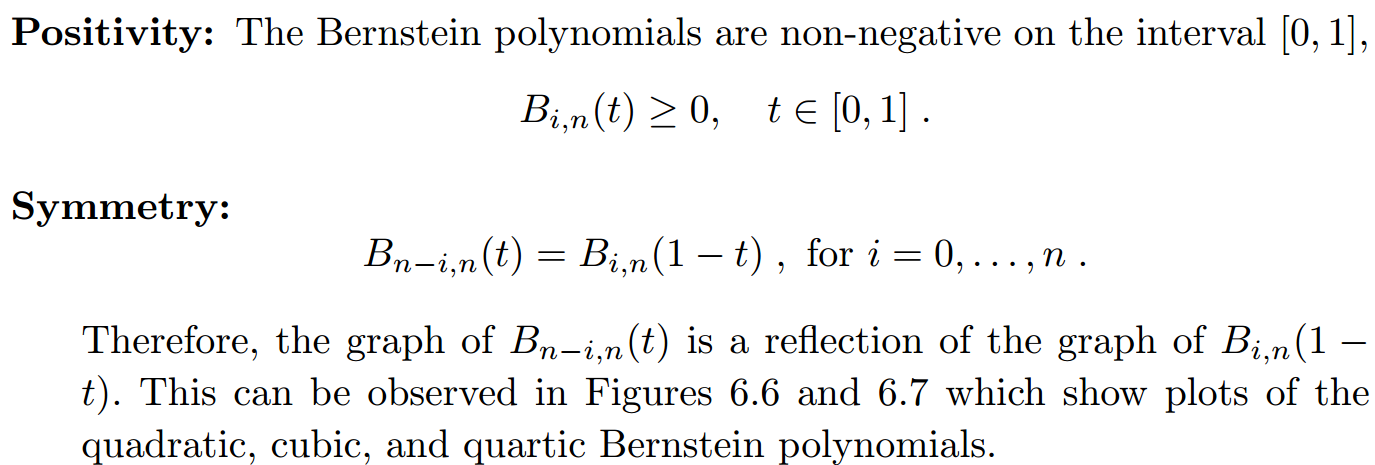 Positivity: The Bernstein polynomials are non-negative on the interval [0, 1],
B_{i,n}(t) ≥ 0, t ∈ [0, 1] .
Symmetry:
B_{n−i,n}(t) = B_{i,n}(1 − t) , for i = 0, . . . , n .
Therefore, the graph of B_{n−i,n}(t) is a reflection of the graph of B_{i,n}(1 −
t). This can be observed in Figures 6.6 and 6.7 which show plots of the
quadratic, cubic, and quartic Bernstein polynomials.